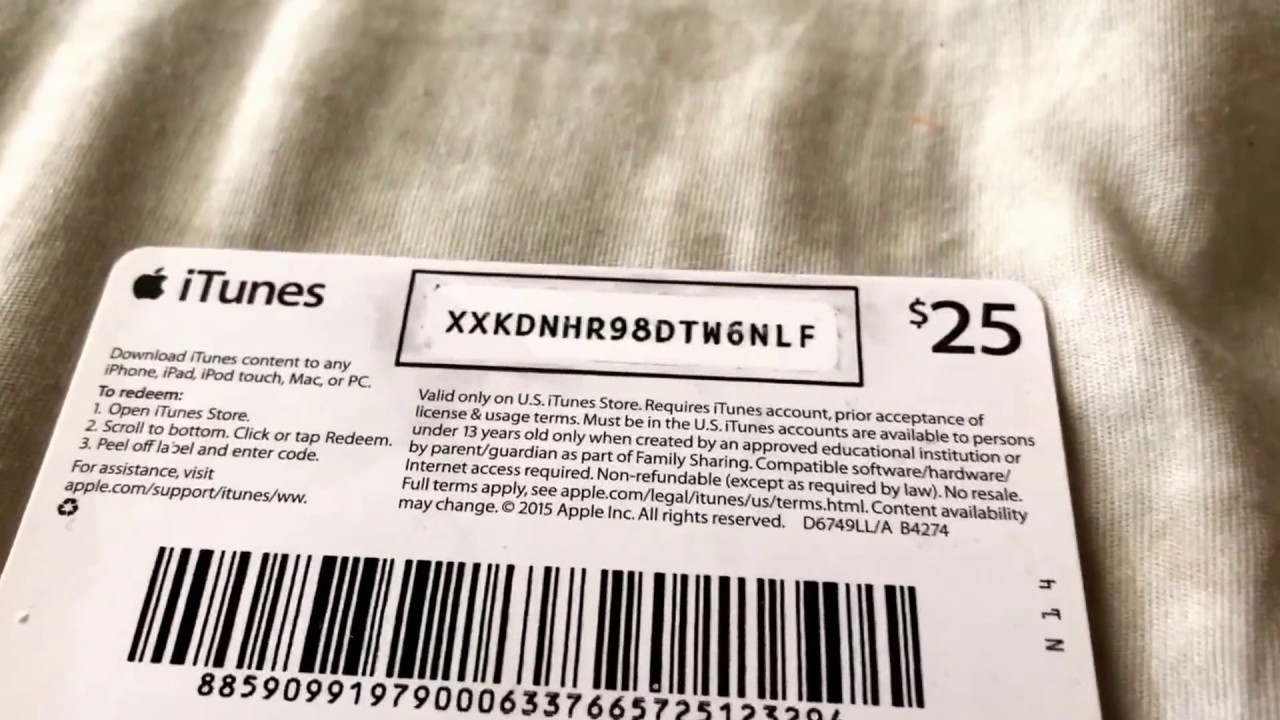 iTunes
XXKDNHR98DTW6NLF
$25
Download iTunes content to any
iPhone, iPad, iPod touch, Mac, or PC.
To redeem:
1. Open iTunes Store.
2. Scroll to bottom. Click or tap Redeem.
3. Peel off label and enter code.
For assistance, visit
apple.com/support/itunes/ww.
Valid only on U.S. iTunes Store. Requires iTunes account, prior acceptance of
license & usage terms. Must be in the U.S. iTunes accounts are available to persons
under 13 years old only when created by an approved educational institution or
by parent/guardian as part of Family Sharing. Compatible software/hardware/
Internet access required. Non-refundable (except as required by law). No resale.
Full terms apply, see apple.com/legal/itunes/us/terms.html. Content availability
may change. © 2015 Apple Inc. All rights reserved. D6749LL/A B4274